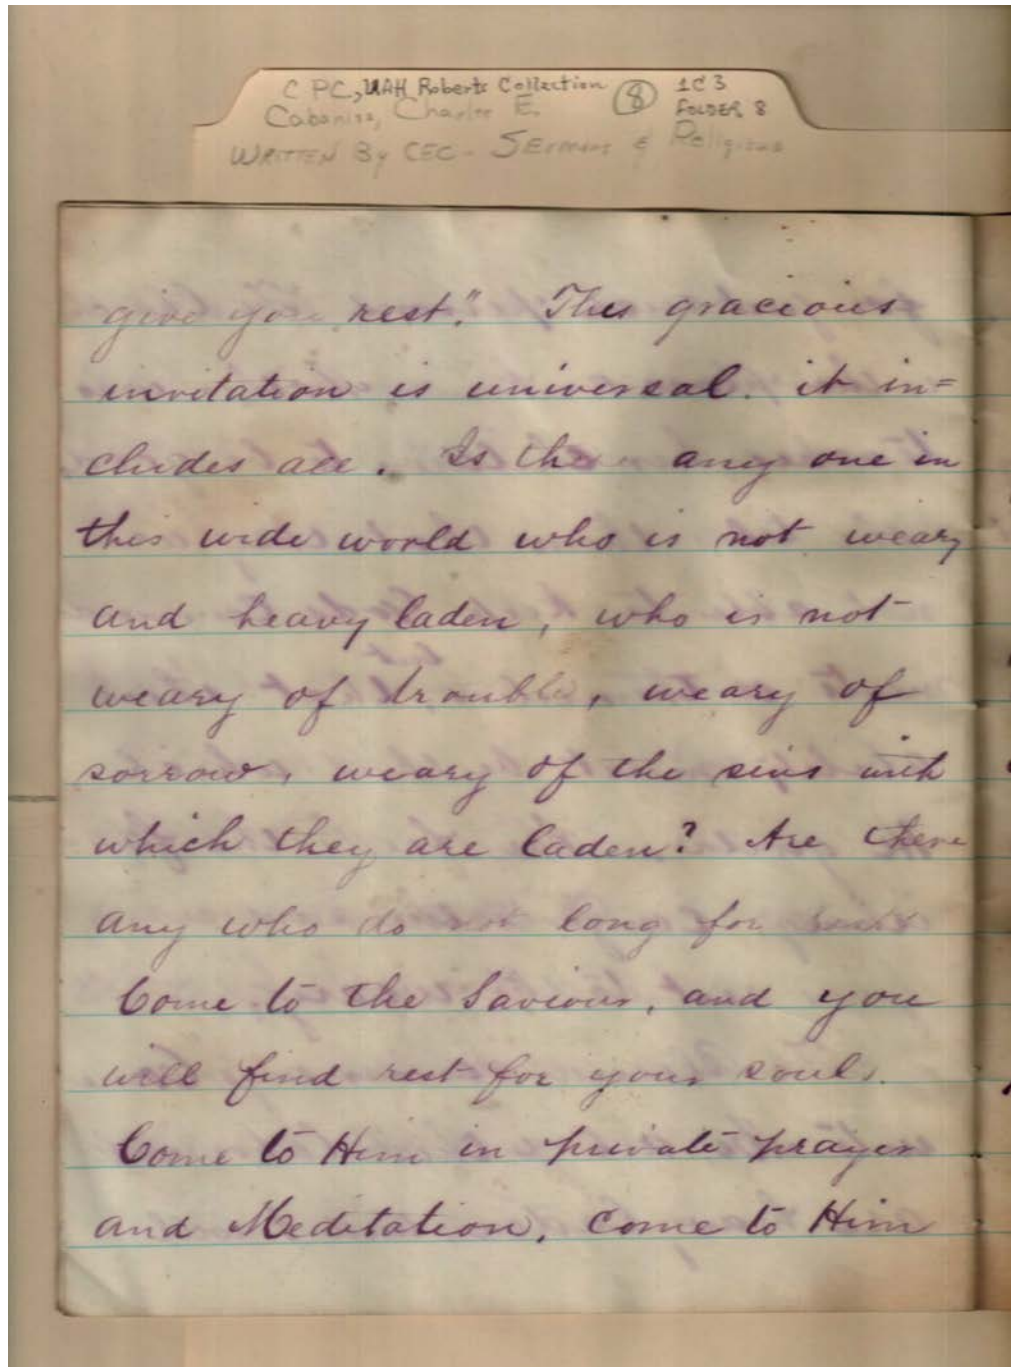 C PC, UAH Roberts Collection (8) 1C3
Cabaniss, Charles E. FOLDER 8
WRITTEN By CEC - SErmons & Religious
give you rest." This gracious
invitation is universal. it in=
cludes all. Is the any one in
this wide world who is not weary
and heavy laden, who is not
weary of trouble, weary of
sorrow, weary of the sins with
which they are laden? Are there
any who do not long for
Come to the Saviour, and you
will find rest for your souls.
Come to Him in private prayer
and Meditation. Come to Him